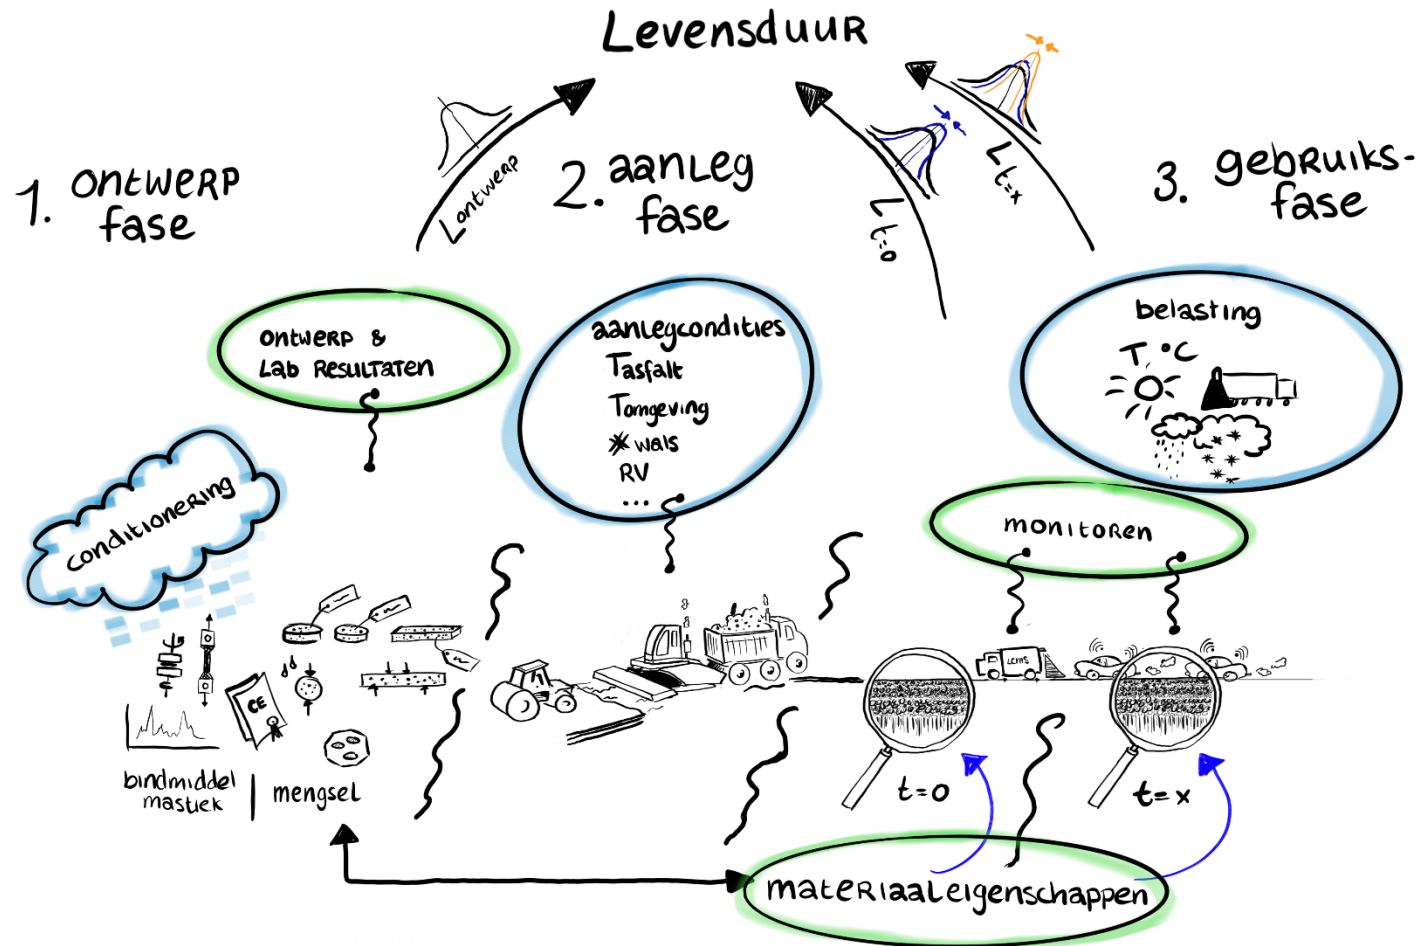 Levensduur
1. ontwerp
fase
Lontwerp
2. aanleg
fase
Lt=0
Lt=x
3. gebruiks-
fase
ontwerp &
Lab Resultaten
aanlegcondities
Tasfalt
Tomgeving
* wals
RV
...
belasting
T °C
monitoren
conditionering
CE
LCMS
bindmiddel
mastiek
mengsel
t=0
t=x
materiaaleigenschappen